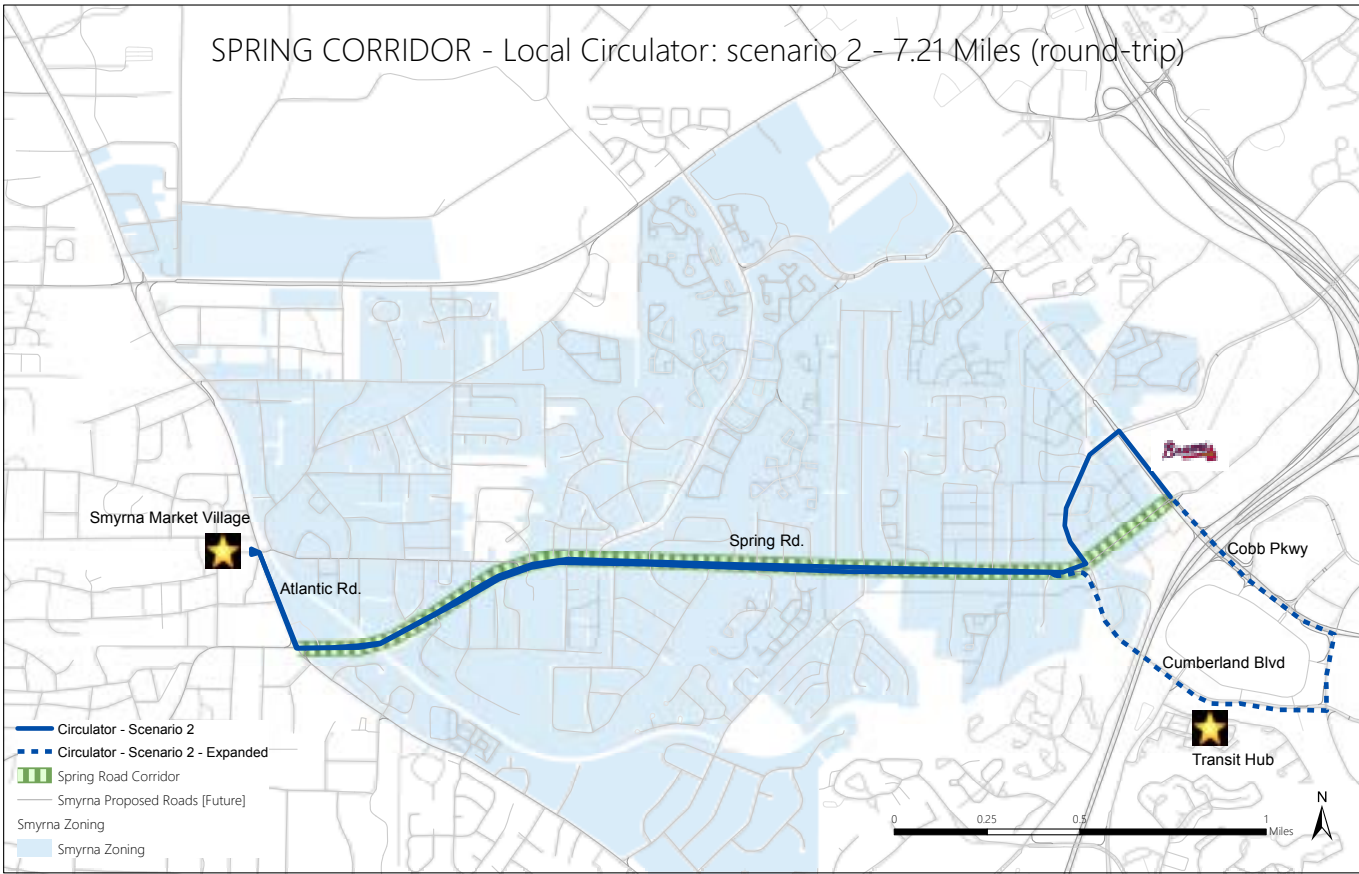 SPRING CORRIDOR - Local Circulator: scenario 2 - 7.21 Miles (round-trip)
Smyrna Market Village
Atlantic Rd.
Spring Rd.
Braves
Cobb Pkwy
Cumberland Blvd
Transit Hub
Circulator - Scenario 2
Circulator - Scenario 2 - Expanded
Spring Road Corridor
Smyrna Proposed Roads [Future]
Smyrna Zoning
Smyrna Zoning
N
0 0.25 0.5 1
Miles